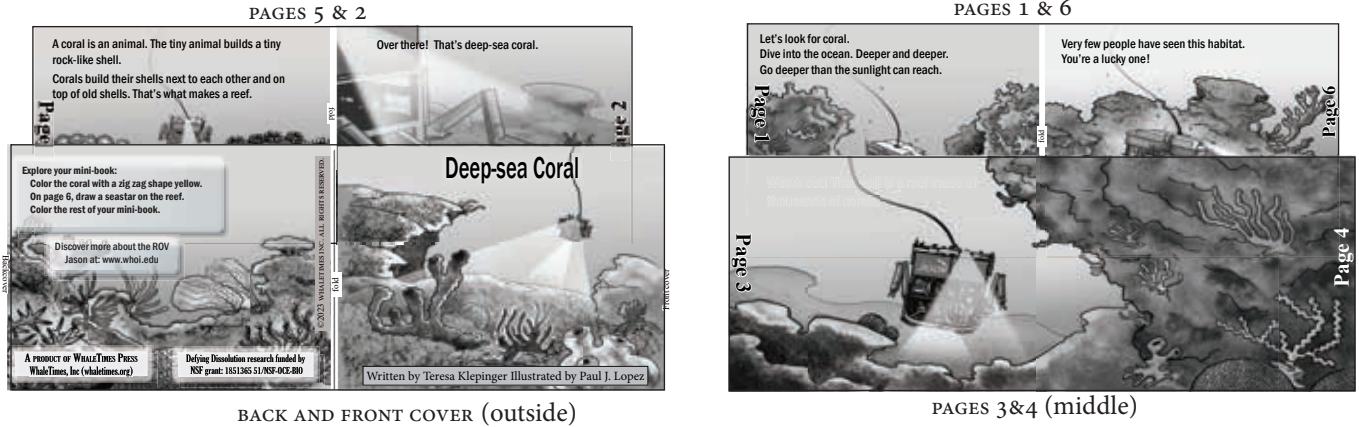 PAGES 5 & 2
A coral is an animal. The tiny animal builds a tiny
rock-like shell.
Corals build their shells next to each other and on
top of old shells. That's what makes a reef.
Page
fold
Over there! That's deep-sea coral.
Page 2
Explore your mini-book:
Color the coral with a zig zag shape yellow.
On page 6, draw a seastar on the reef.
Color the rest of your mini-book.
Discover more about the ROV
Jason at: www.whoi.edu
Backcover
A PRODUCT OF WHALETIMES PRESS
WhaleTimes, Inc (whaletimes.org)
Defying Dissolution research funded by
NSF grant: 1851365 51/NSF-OCE-BIO
©2023 WHALETIMES INC. ALL RIGHTS RESERVED.
fold
Deep-sea Coral
Front cover
Written by Teresa Klepinger Illustrated by Paul J. Lopez
BACK AND FRONT COVER (outside)
PAGES 1 & 6
Let's look for coral.
Dive into the ocean. Deeper and deeper.
Go deeper than the sunlight can reach.
Page 1
fold
Very few people have seen this habitat.
You're a lucky one!
Page 6
thousands of
Page 3
Page 4
PAGES 3&4 (middle)